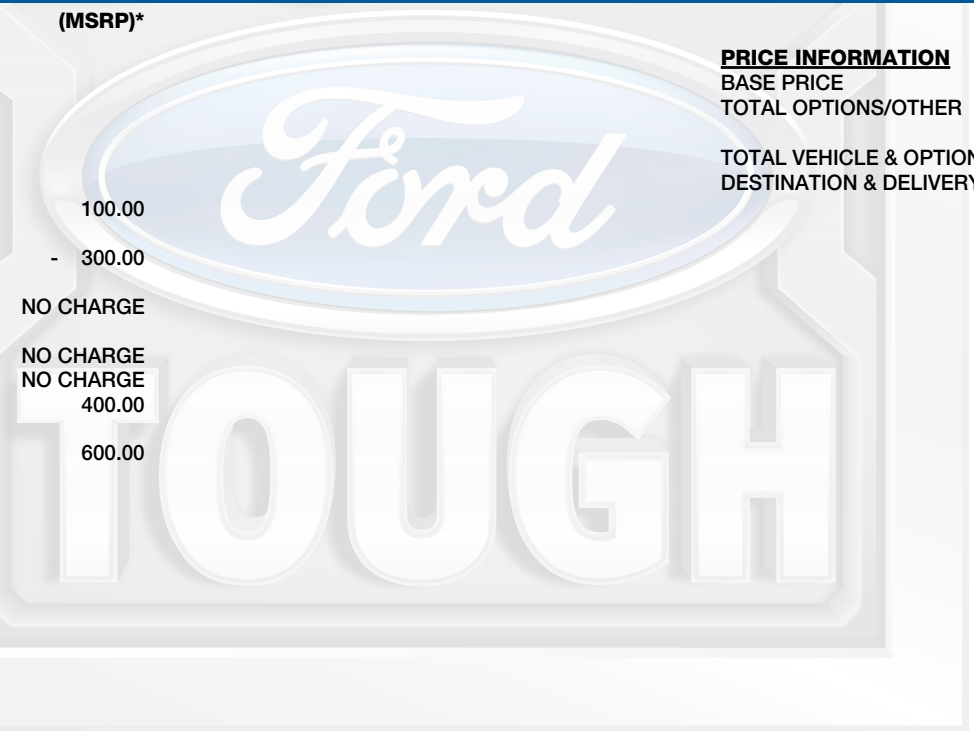 (MSRP)*
PRICE INFORMATION
BASE PRICE
TOTAL OPTIONS/OTHER
TOTAL VEHICLE & OPTION
DESTINATION & DELIVERY
100.00
- 300.00
NO CHARGE
NO CHARGE
NO CHARGE
400.00
600.00
Ford
TOUGH